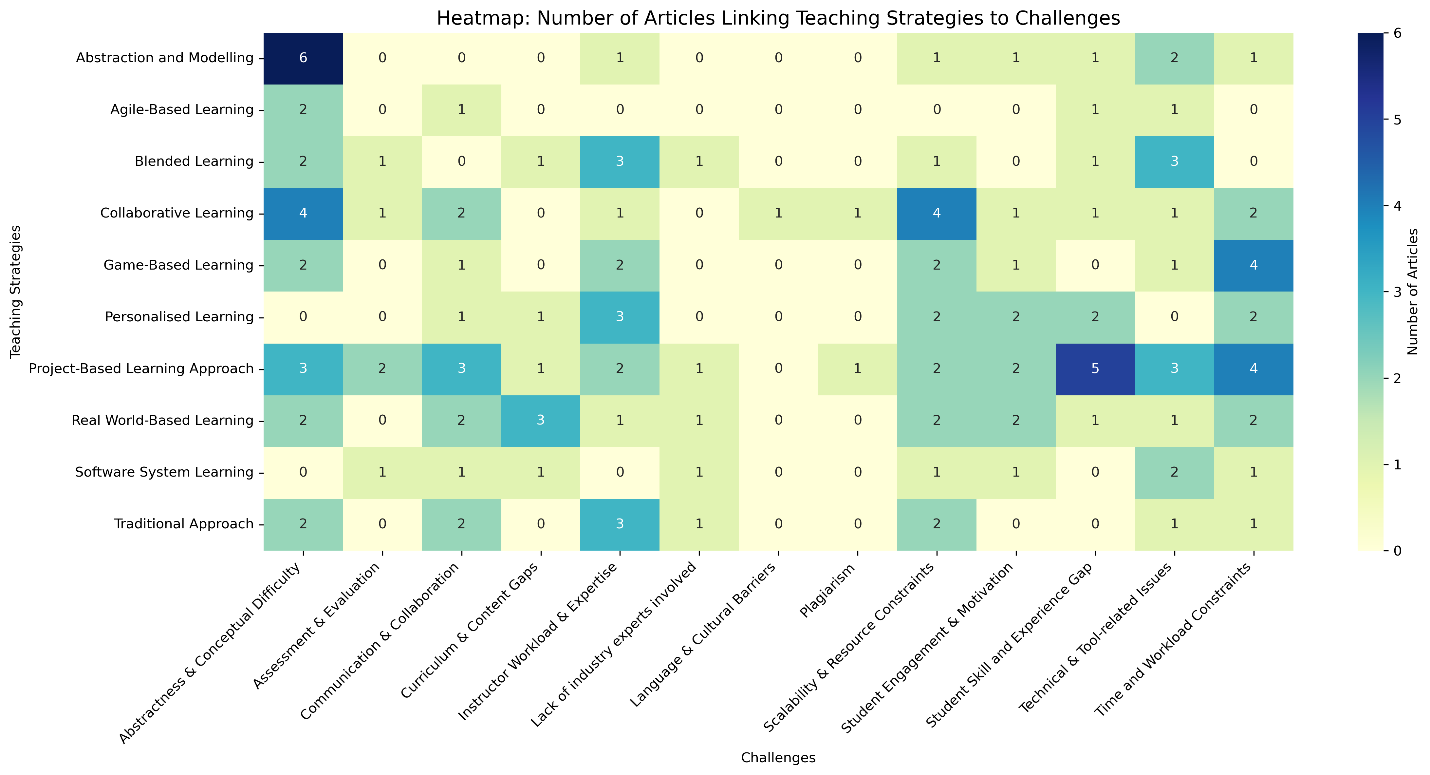 Heatmap: Number of Articles Linking Teaching Strategies to Challenges
Teaching Strategies
Abstraction and Modelling 6 0 0 0 1 0 0 0 1 1 1 2 1
Agile-Based Learning 2 0 1 0 0 0 0 0 0 0 1 1 0
Blended Learning 2 1 0 1 3 1 0 0 1 0 1 3 0
Collaborative Learning 4 1 2 0 1 0 1 1 4 1 1 1 2
Game-Based Learning 2 0 1 0 2 0 0 0 2 1 0 1 4
Personalised Learning 0 0 1 1 3 0 0 0 2 2 2 0 2
Project-Based Learning Approach 3 2 3 1 2 1 0 1 2 2 5 3 4
Real World-Based Learning 2 0 2 3 1 1 0 0 2 2 1 1 2
Software System Learning 0 1 1 1 0 1 0 0 1 1 0 2 1
Traditional Approach 2 0 2 0 3 1 0 0 2 0 0 1 1
Abstractness & Conceptual Difficulty
Assessment & Evaluation
Communication & Collaboration
Curriculum & Content Gaps
Instructor Workload & Expertise
Lack of industry experts involved
Language & Cultural Barriers
Plagiarism
Scalability & Resource Constraints
Student Engagement & Motivation
Student Skill and Experience Gap
Technical & Tool-related Issues
Time and Workload Constraints
Challenges
6
5
4
3
2
1
0
Number of Articles